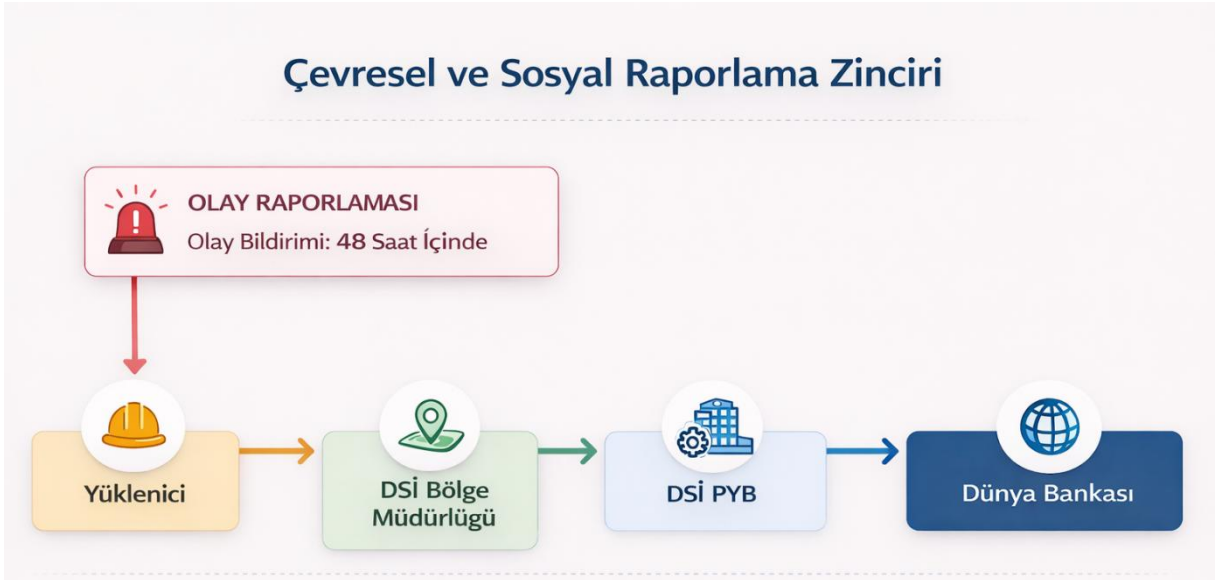 Çevresel ve Sosyal Raporlama Zinciri
OLAY RAPORLAMASI
Olay Bildirimi: 48 Saat İçinde
Yüklenici
DSİ Bölge
Müdürlügü
DSİ PYB
Dünya Bankası